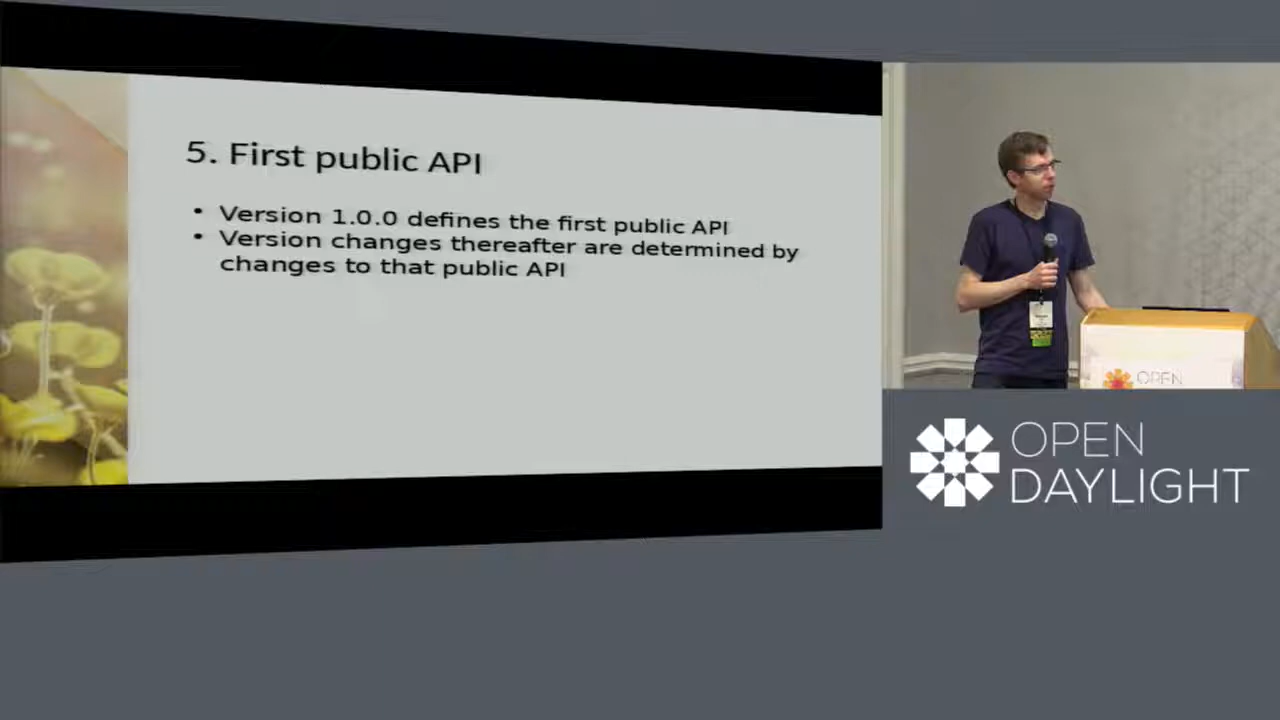 5. First public API
• Version 1.0.0 defines the first public API
• Version changes thereafter are determined by
changes to that public API
OPEN
OPEN
DAYLIGHT